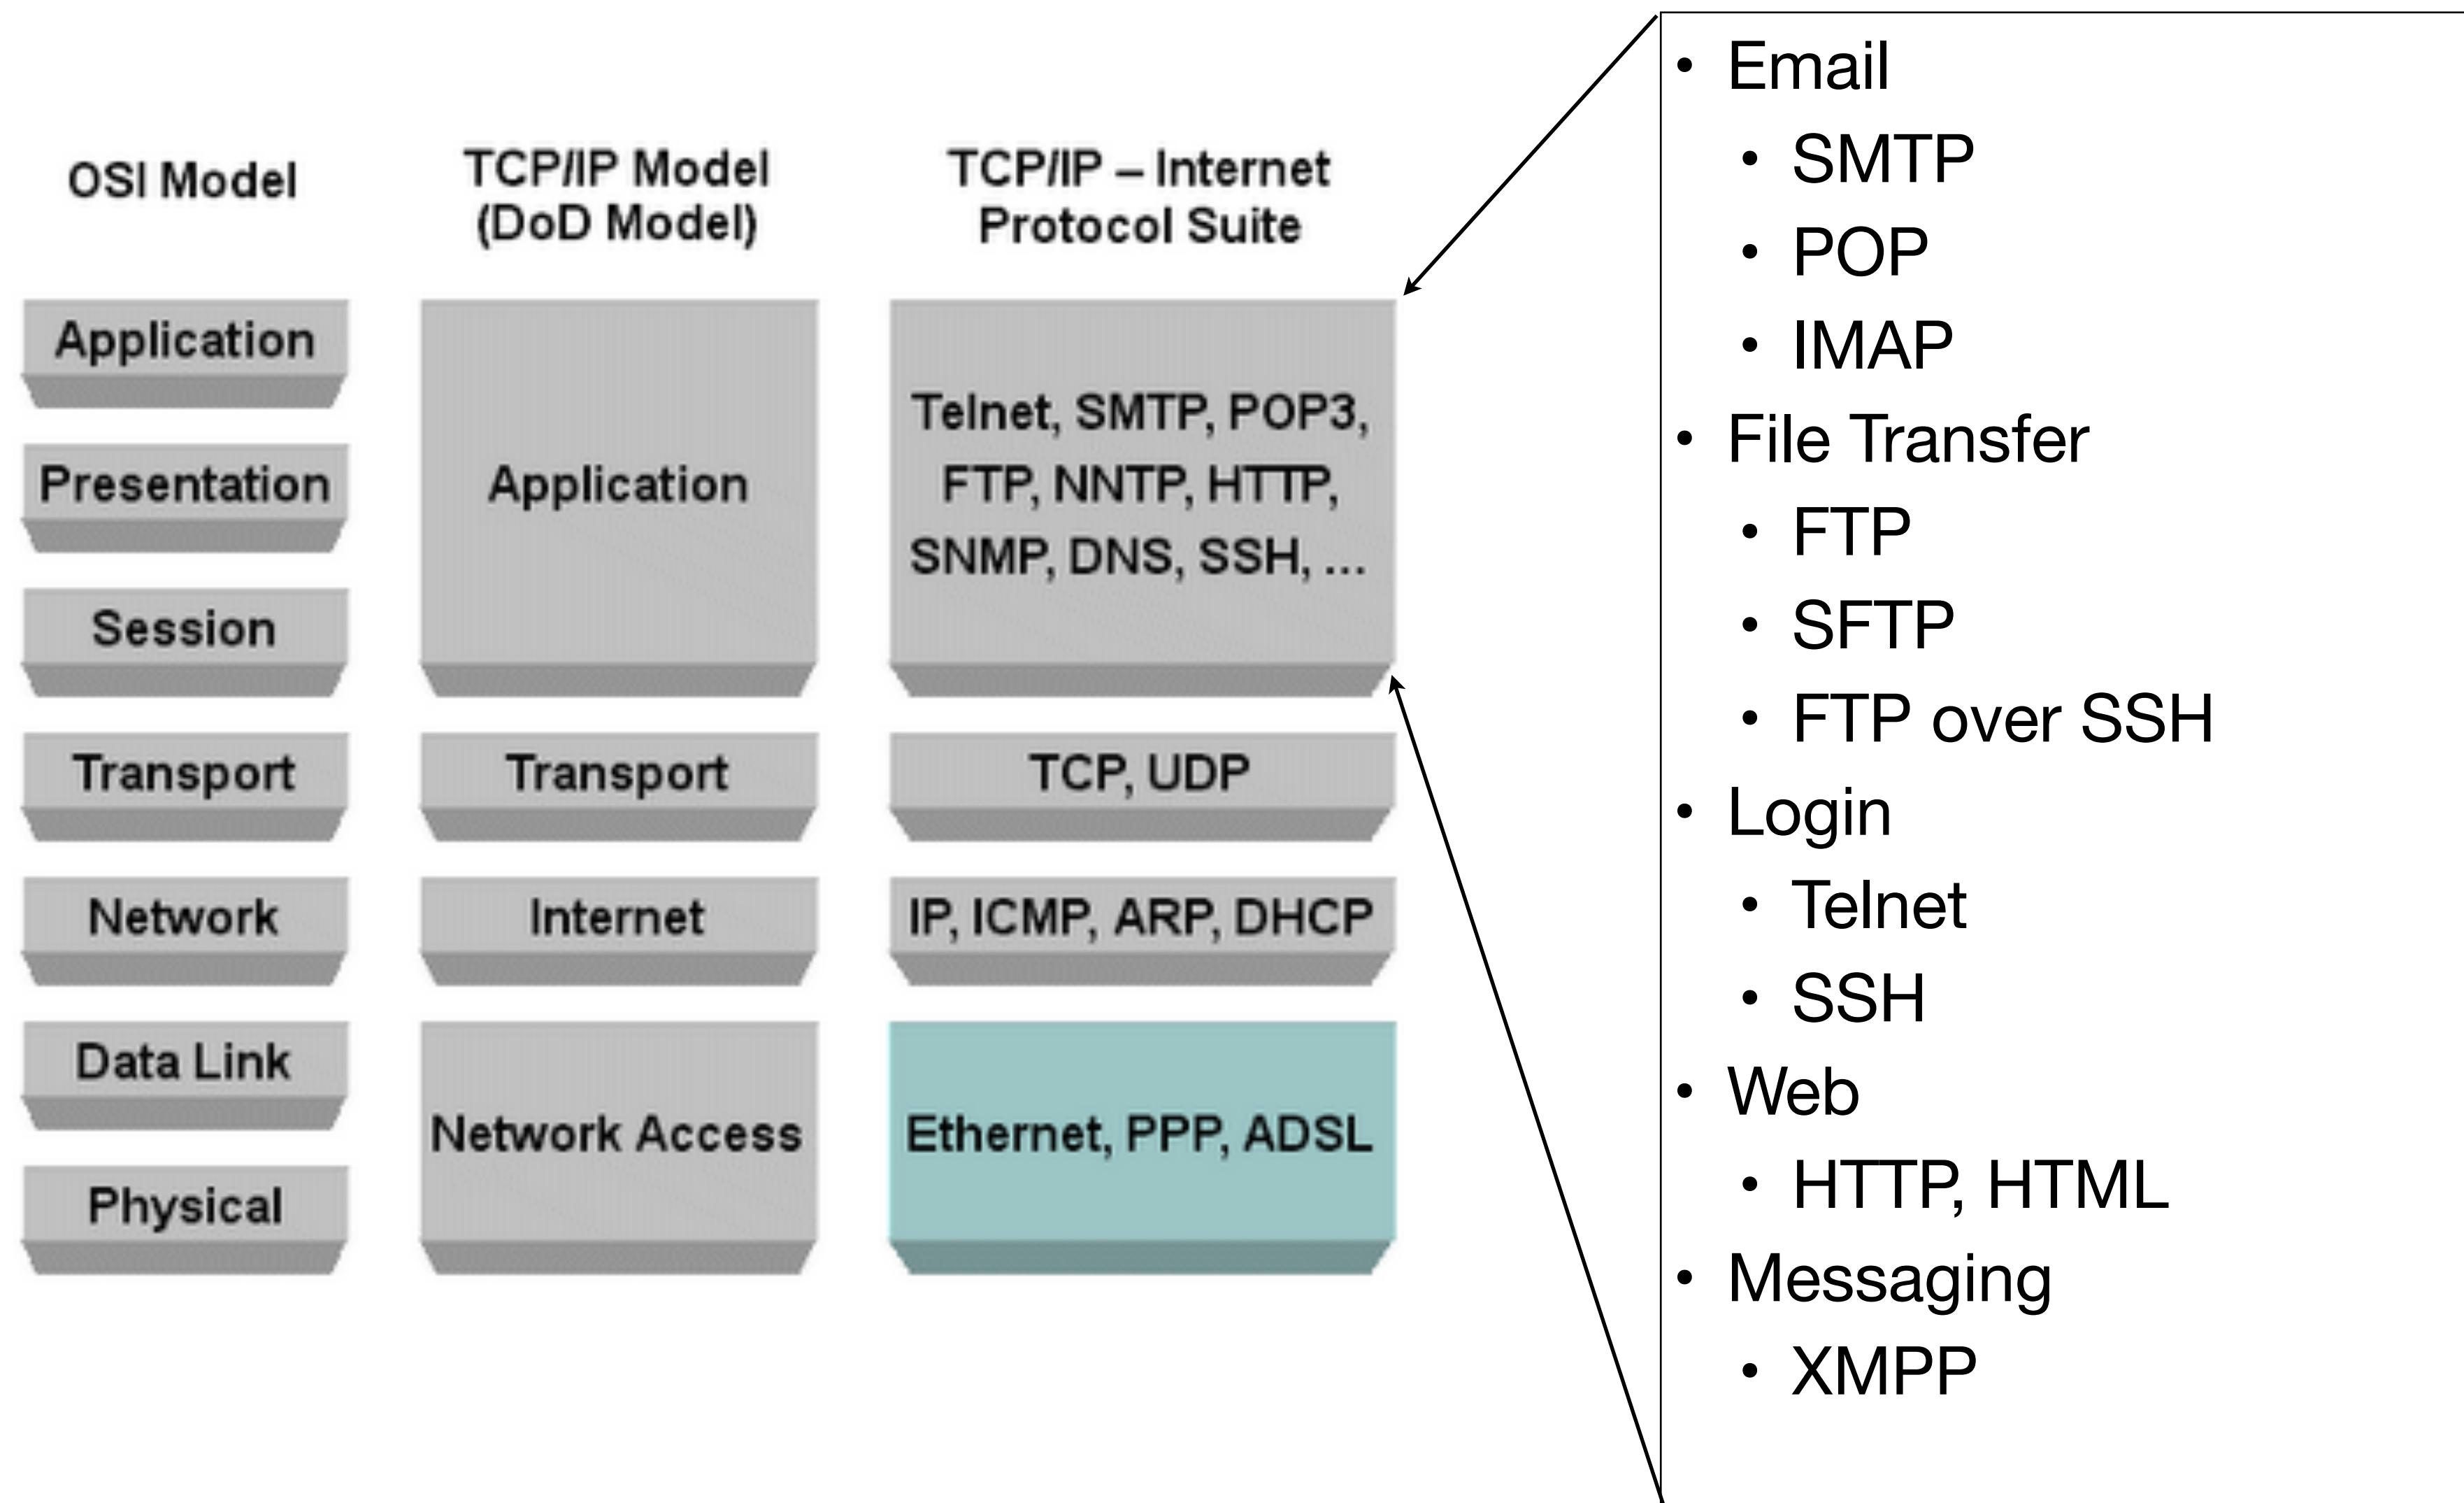 OSI Model
Application
Presentation
Session
Transport
Network
Data Link
Physical
TCP/IP Model
(DoD Model)
Application
Transport
Internet
Network Access
TCP/IP – Internet
Protocol Suite
Telnet, SMTP, POP3,
FTP, NNTP, HTTP,
SNMP, DNS, SSH, ...
TCP, UDP
IP, ICMP, ARP, DHCP
Ethernet, PPP, ADSL
• Email
• SMTP
• POP
• IMAP
• File Transfer
• FTP
• SFTP
• FTP over SSH
• Login
• Telnet
• SSH
• Web
• HTTP, HTML
• Messaging
• XMPP